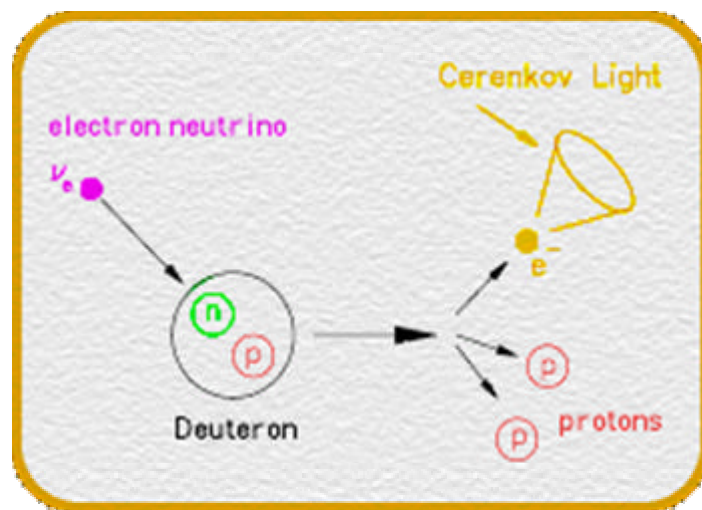 Cerenkov Light
electron neutrino
νe
e-
n
p
p
Deuteron
p
protons